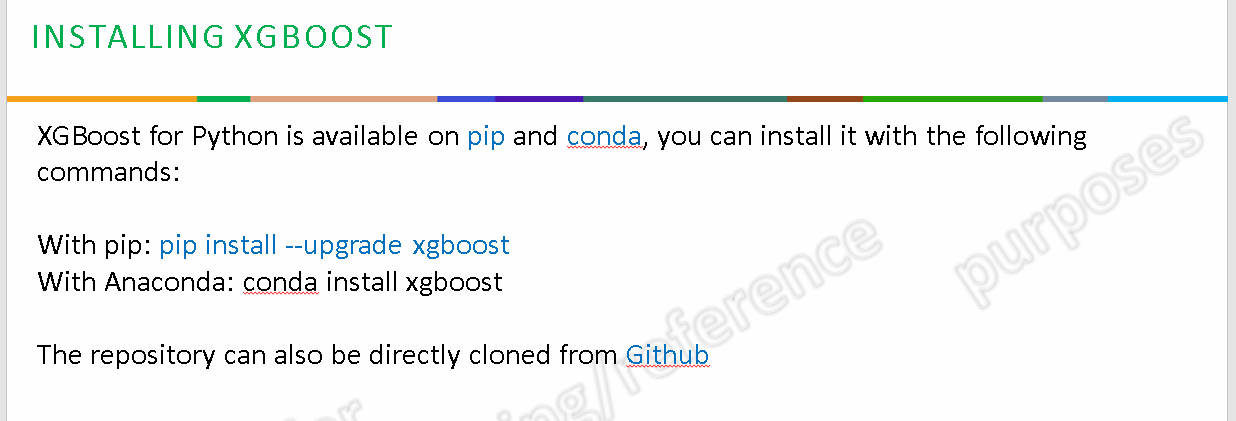 INSTALLING XGBOOST
XGBoost for Python is available on pip and conda, you can install it with the following
commands:
With pip: pip install --upgrade xgboost
With Anaconda: conda install xgboost
The repository can also be directly cloned from Github
purposes
/reference